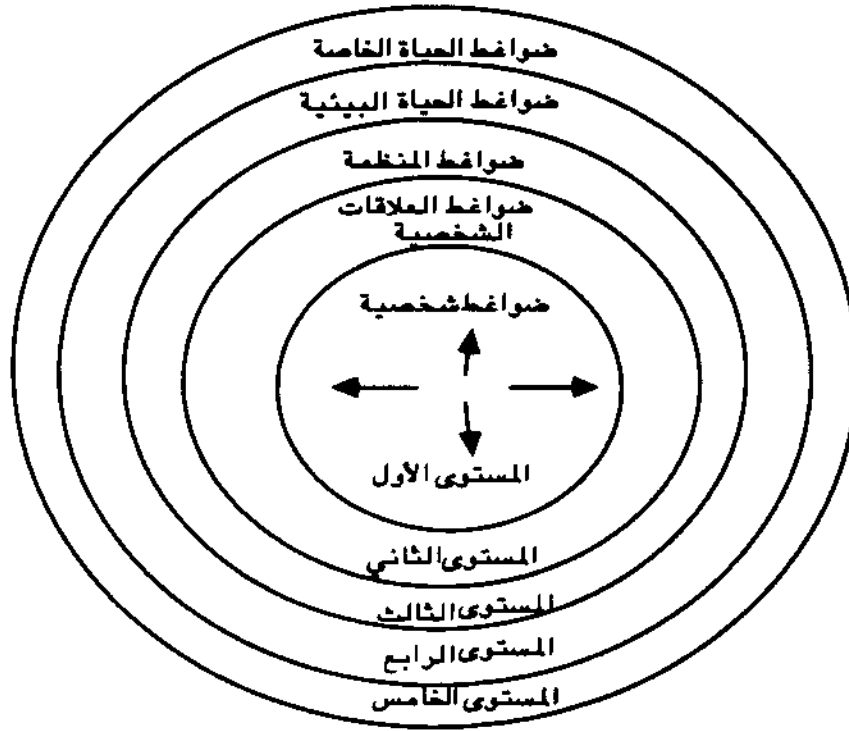 ضواغط الحياة الخاصة
ضواغط الحياة البيئية
ضواغط المنظمة
ضواغط العلاقات
الشخصية
ضواغط شخصية
المستوى الأول
المستوى الثاني
المستوى الثالث
المستوى الرابع
المستوى الخامس